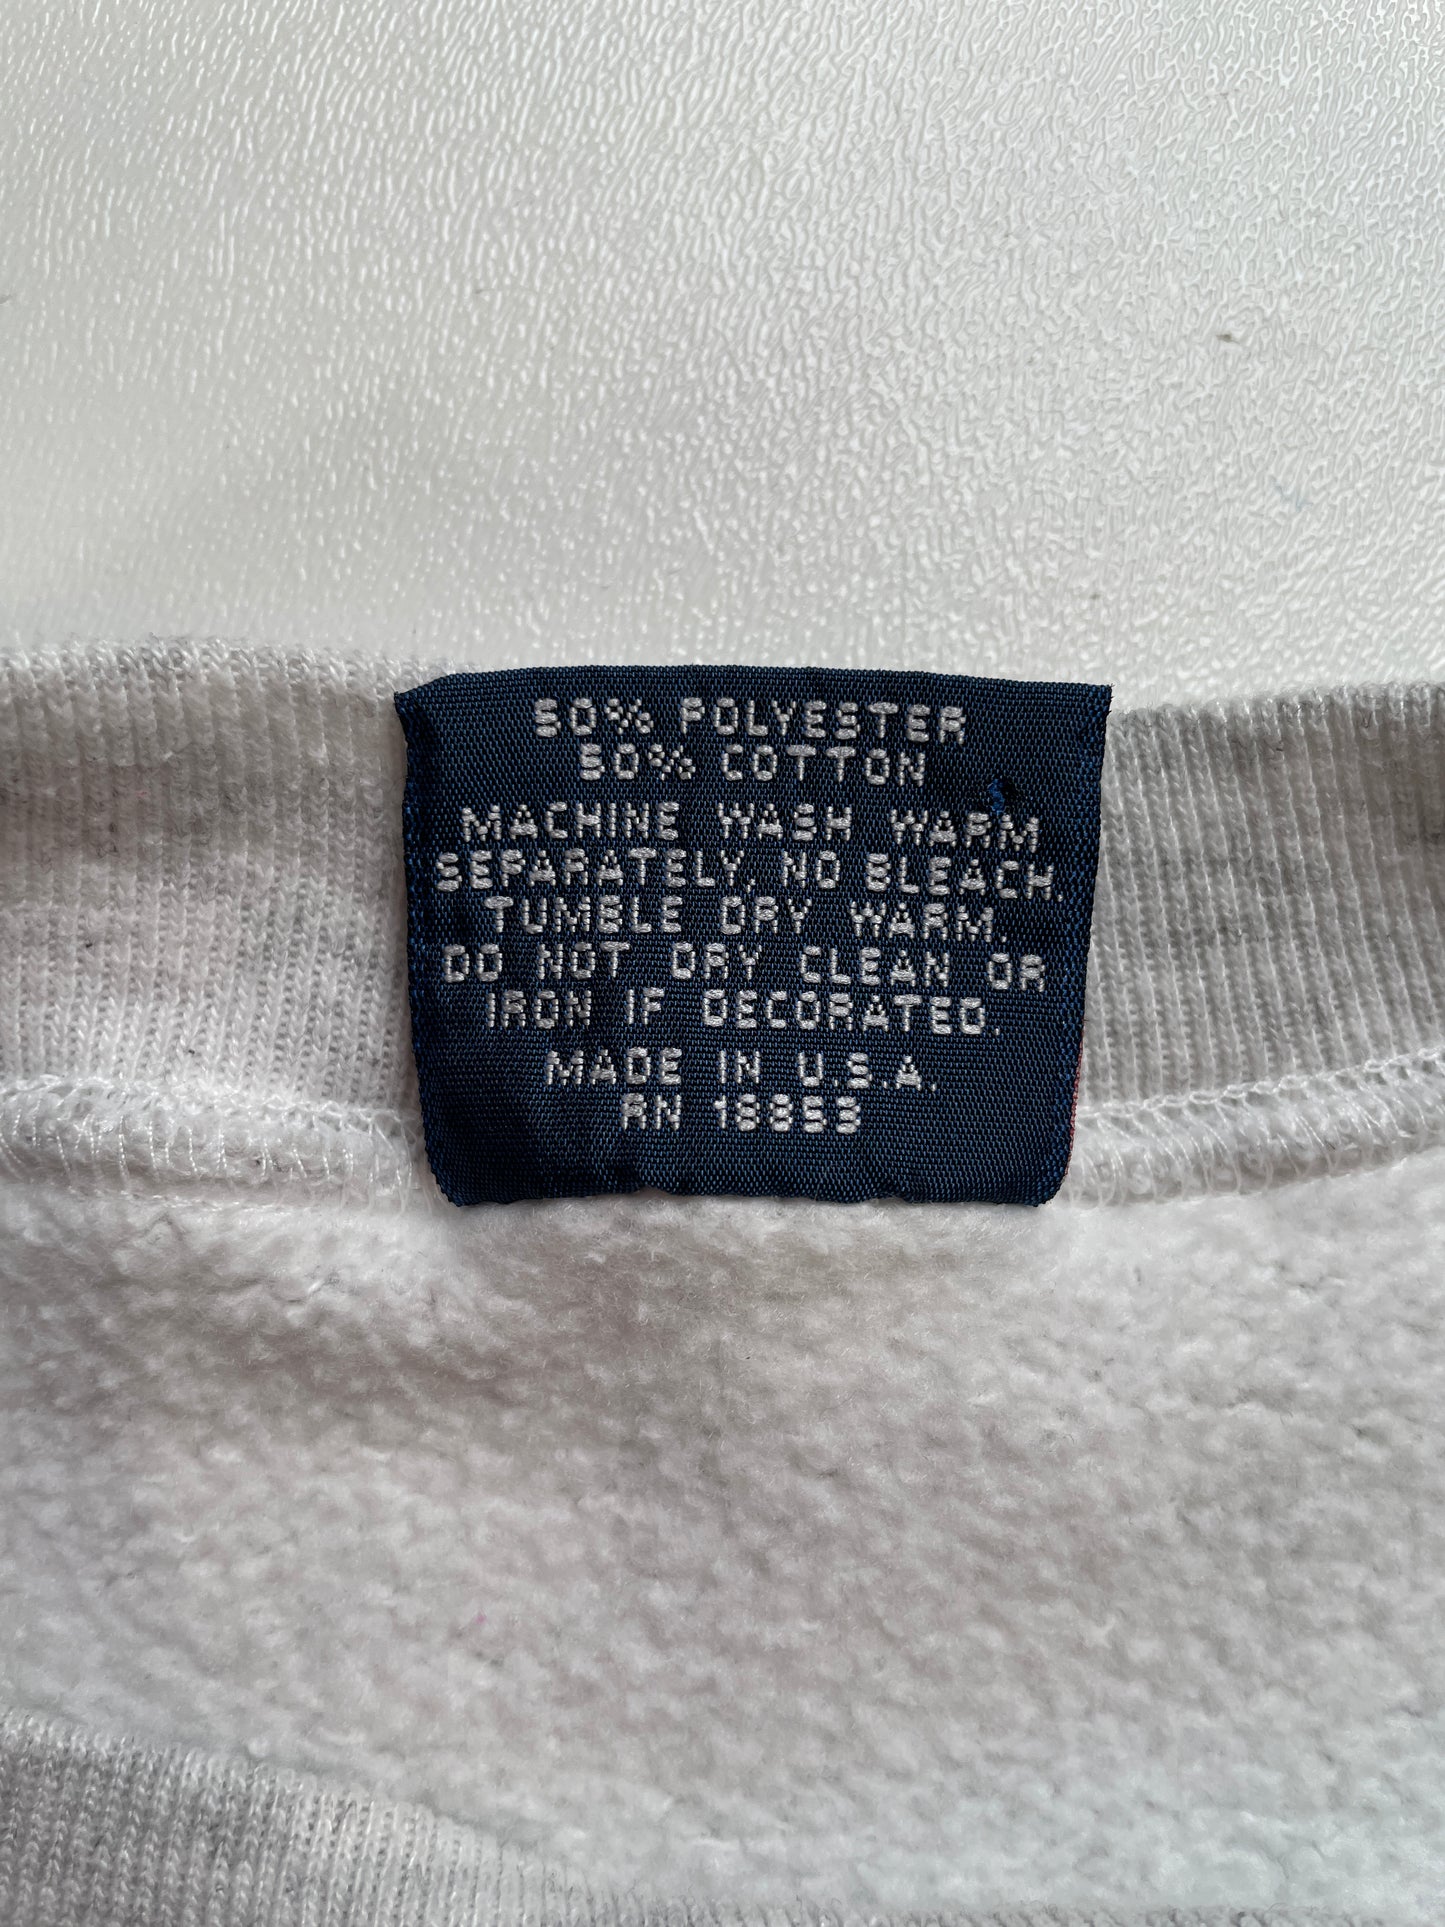 50% POLYESTER
50% COTTON
MACHINE WASH WARM
SEPARATELY, NO BLEACH.
TUMBLE DRY WARM.
DO NOT DRY CLEAN OR
IRON IF DECORATED.
MADE IN U.S.A.
RN 18853